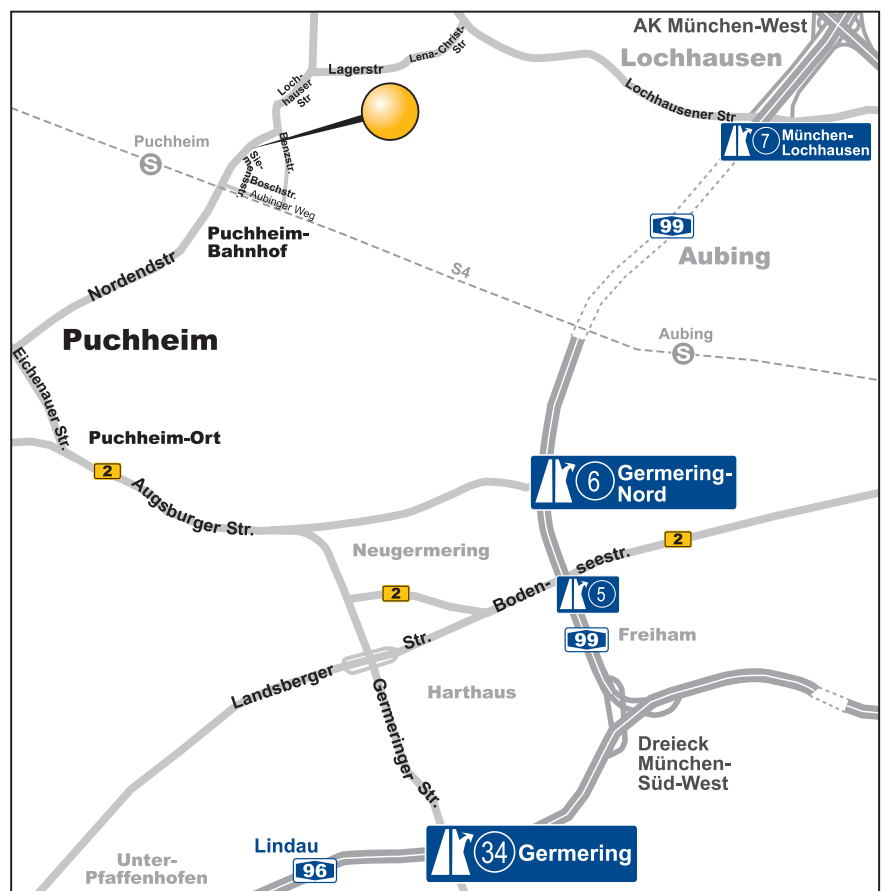 AK München-West
Lochhausen
Lena-Christ-
Str
Lagerstr
Loch-
hauser
Str
Lochhausener Str
7 München-
Lochhausen
Puchheim
S
Benzstr.
Sie-
mensstr.
Boschstr.
Aubinger Weg
Puchheim-
Bahnhof
99
Aubing
S4
Nordendstr
Puchheim
Aubing
S
Eichenauer Str.
Puchheim-Ort
2
Augsburger Str.
6 Germering-
Nord
Neugermering
2
2
Boden-
seestr.
5
99
Freiham
Landsberger
Str.
Harthaus
Germeringer
Str.
Dreieck
München-
Süd-West
Lindau
96
34 Germering
Unter-
Pfaffenhofen